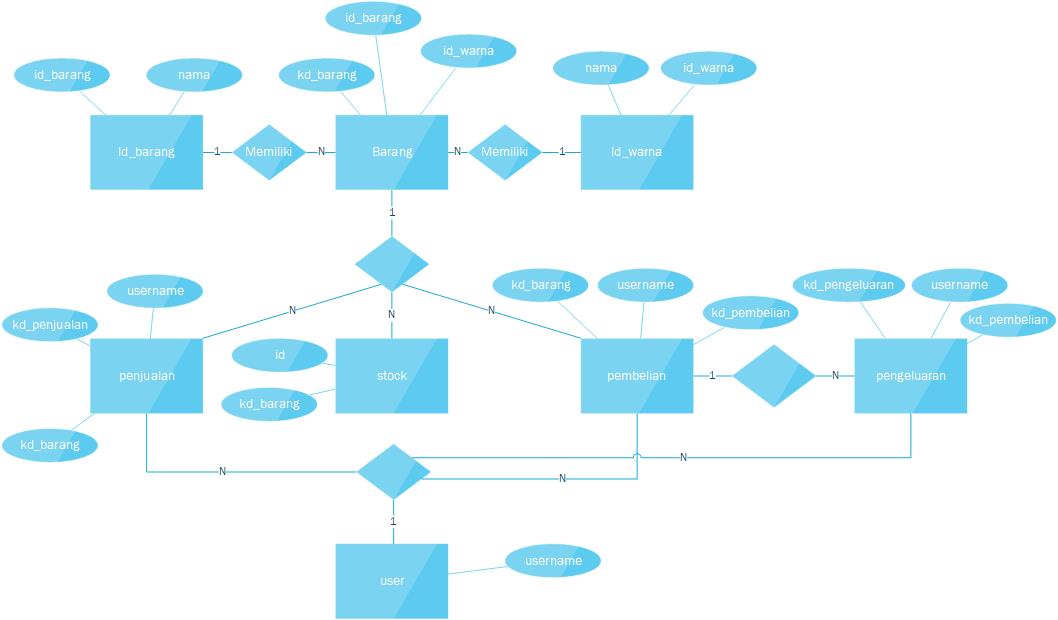 id_barang
id_warna
id_barang
nama
kd_barang
nama
id_warna
Id_barang
1
Memiliki
N
Barang
N
Memiliki
1
Id_warna
1
username
kd_barang
username
kd_pengeluaran
username
kd_penjualan
N
N
N
kd_pembelian
kd_pembelian
id
penjualan
stock
pembelian
1
N
pengeluaran
kd_barang
kd_barang
N
N
N
1
username
user